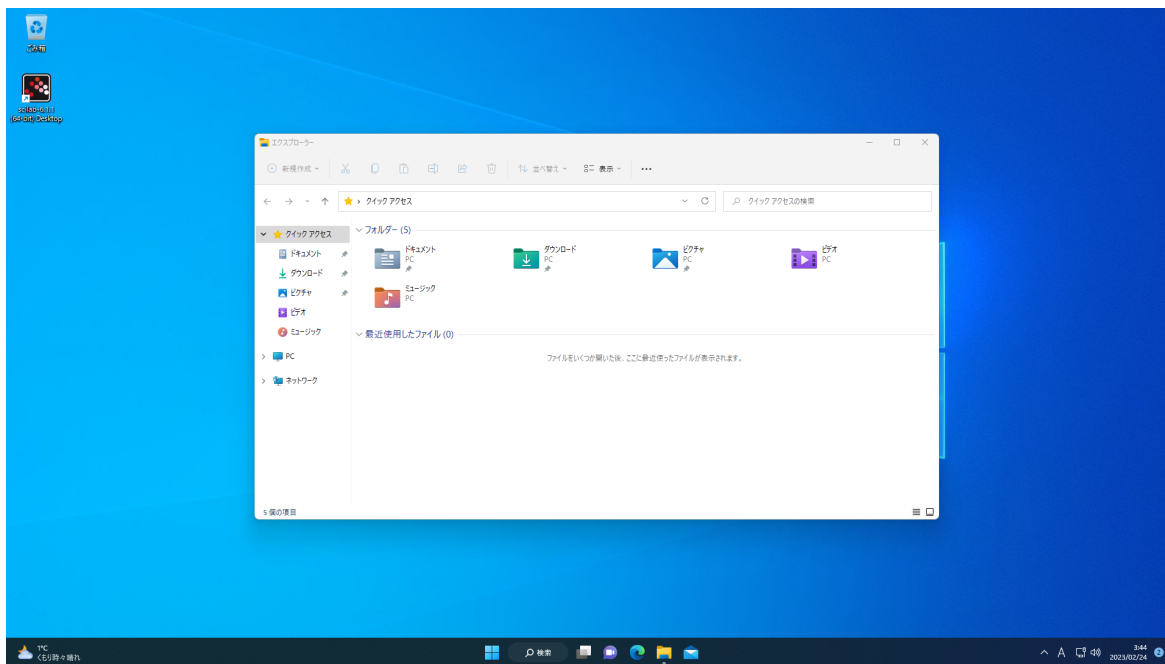 ごみ箱
scilab-6.1.1
(64-bit) Desktop
エクスプローラー
新規作成
並べ替え
表示
クイック アクセス
クイック アクセスの検索
クイック アクセス
ドキュメント
ダウンロード
ピクチャ
ビデオ
ミュージック
PC
ネットワーク
フォルダー (5)
ドキュメント
PC
ダウンロード
PC
ピクチャ
PC
ビデオ
PC
ミュージック
PC
最近使用したファイル (0)
ファイルをいくつか開いた後、ここに最近使ったファイルが表示されます。
5 個の項目
1°C
くもり時々晴れ
検索
A
3:44
2023/02/24
2